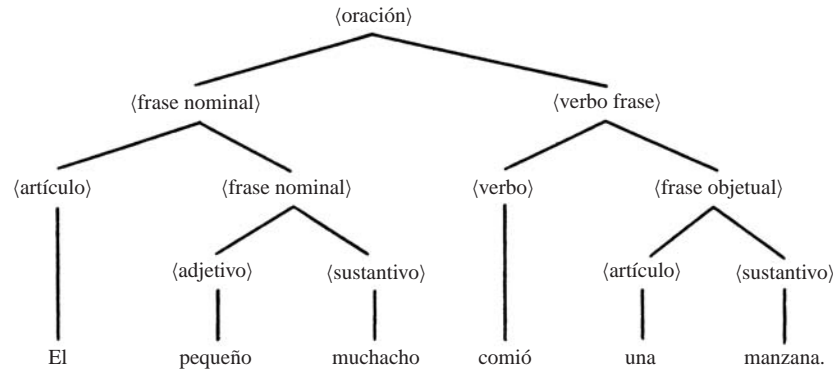 ⟨oración⟩
⟨frase nominal⟩ ⟨verbo frase⟩
⟨artículo⟩ ⟨frase nominal⟩ ⟨verbo⟩ ⟨frase objetual⟩
⟨adjetivo⟩ ⟨sustantivo⟩ ⟨artículo⟩ ⟨sustantivo⟩
El pequeño muchacho comió una manzana.